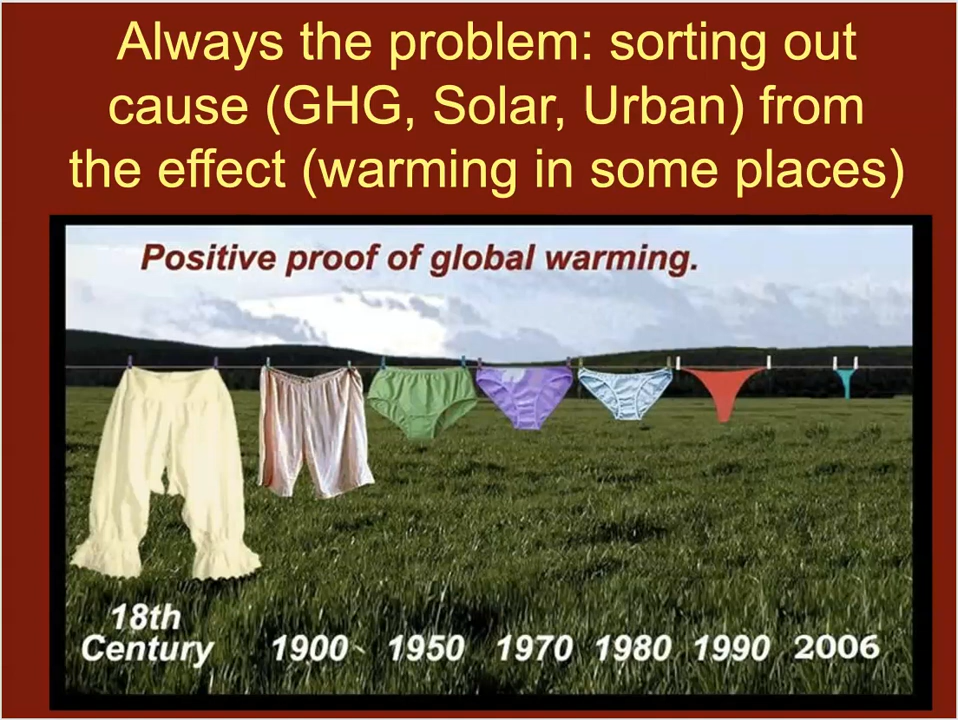 Always the problem: sorting out
cause (GHG, Solar, Urban) from
the effect (warming in some places)
Positive proof of global warming.
18th
Century 1900 1950 1970 1980 1990 2006